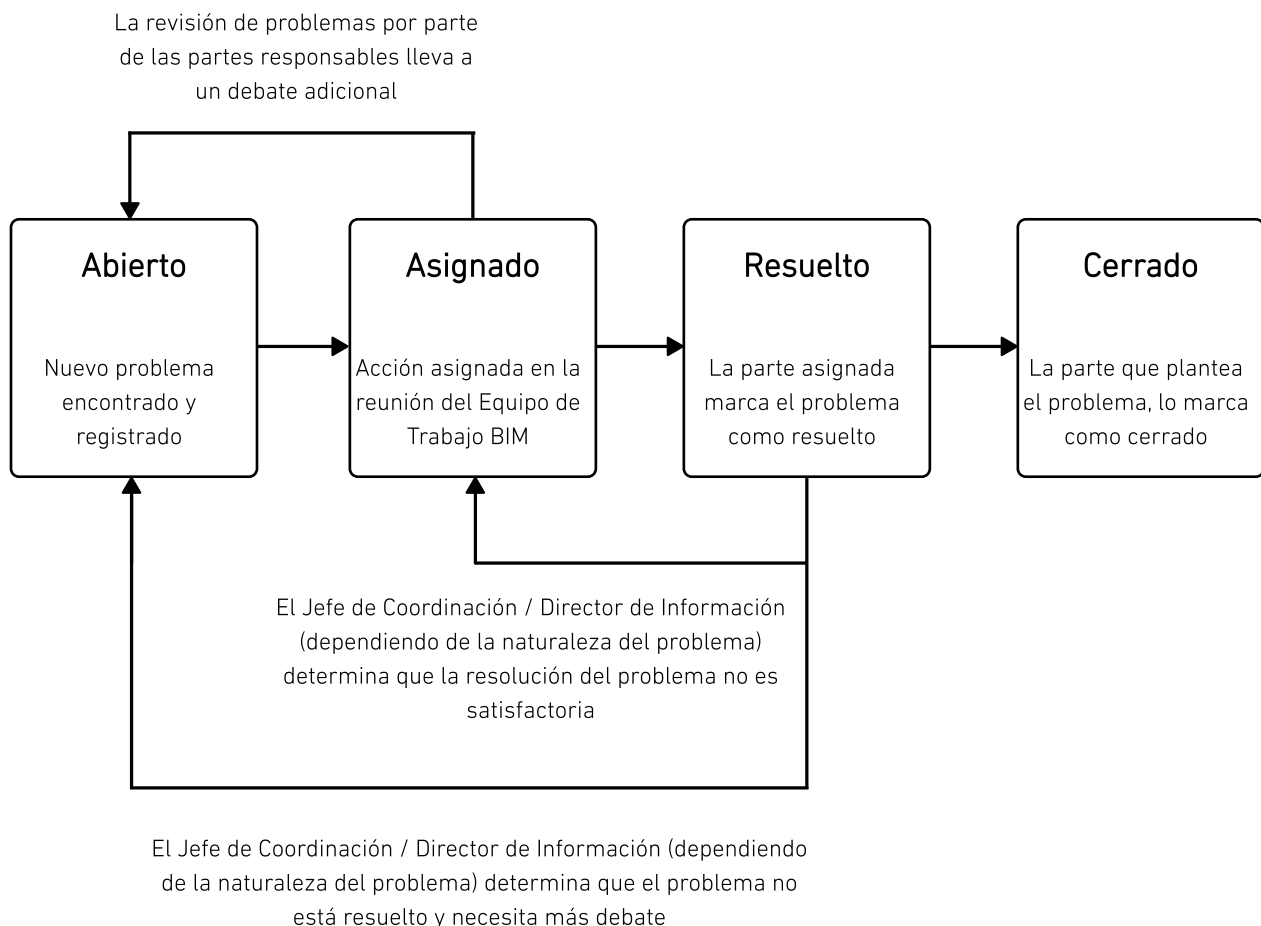 La revisión de problemas por parte
de las partes responsables lleva a
un debate adicional
Abierto
Nuevo problema
encontrado y
registrado
Asignado
Acción asignada en la
reunión del Equipo de
Trabajo BIM
Resuelto
La parte asignada
marca el problema
como resuelto
Cerrado
La parte que plantea
el problema, lo marca
como cerrado
El Jefe de Coordinación / Director de Información
(dependiendo de la naturaleza del problema)
determina que la resolución del problema no es
satisfactoria
El Jefe de Coordinación / Director de Información (dependiendo
de la naturaleza del problema) determina que el problema no
está resuelto y necesita más debate